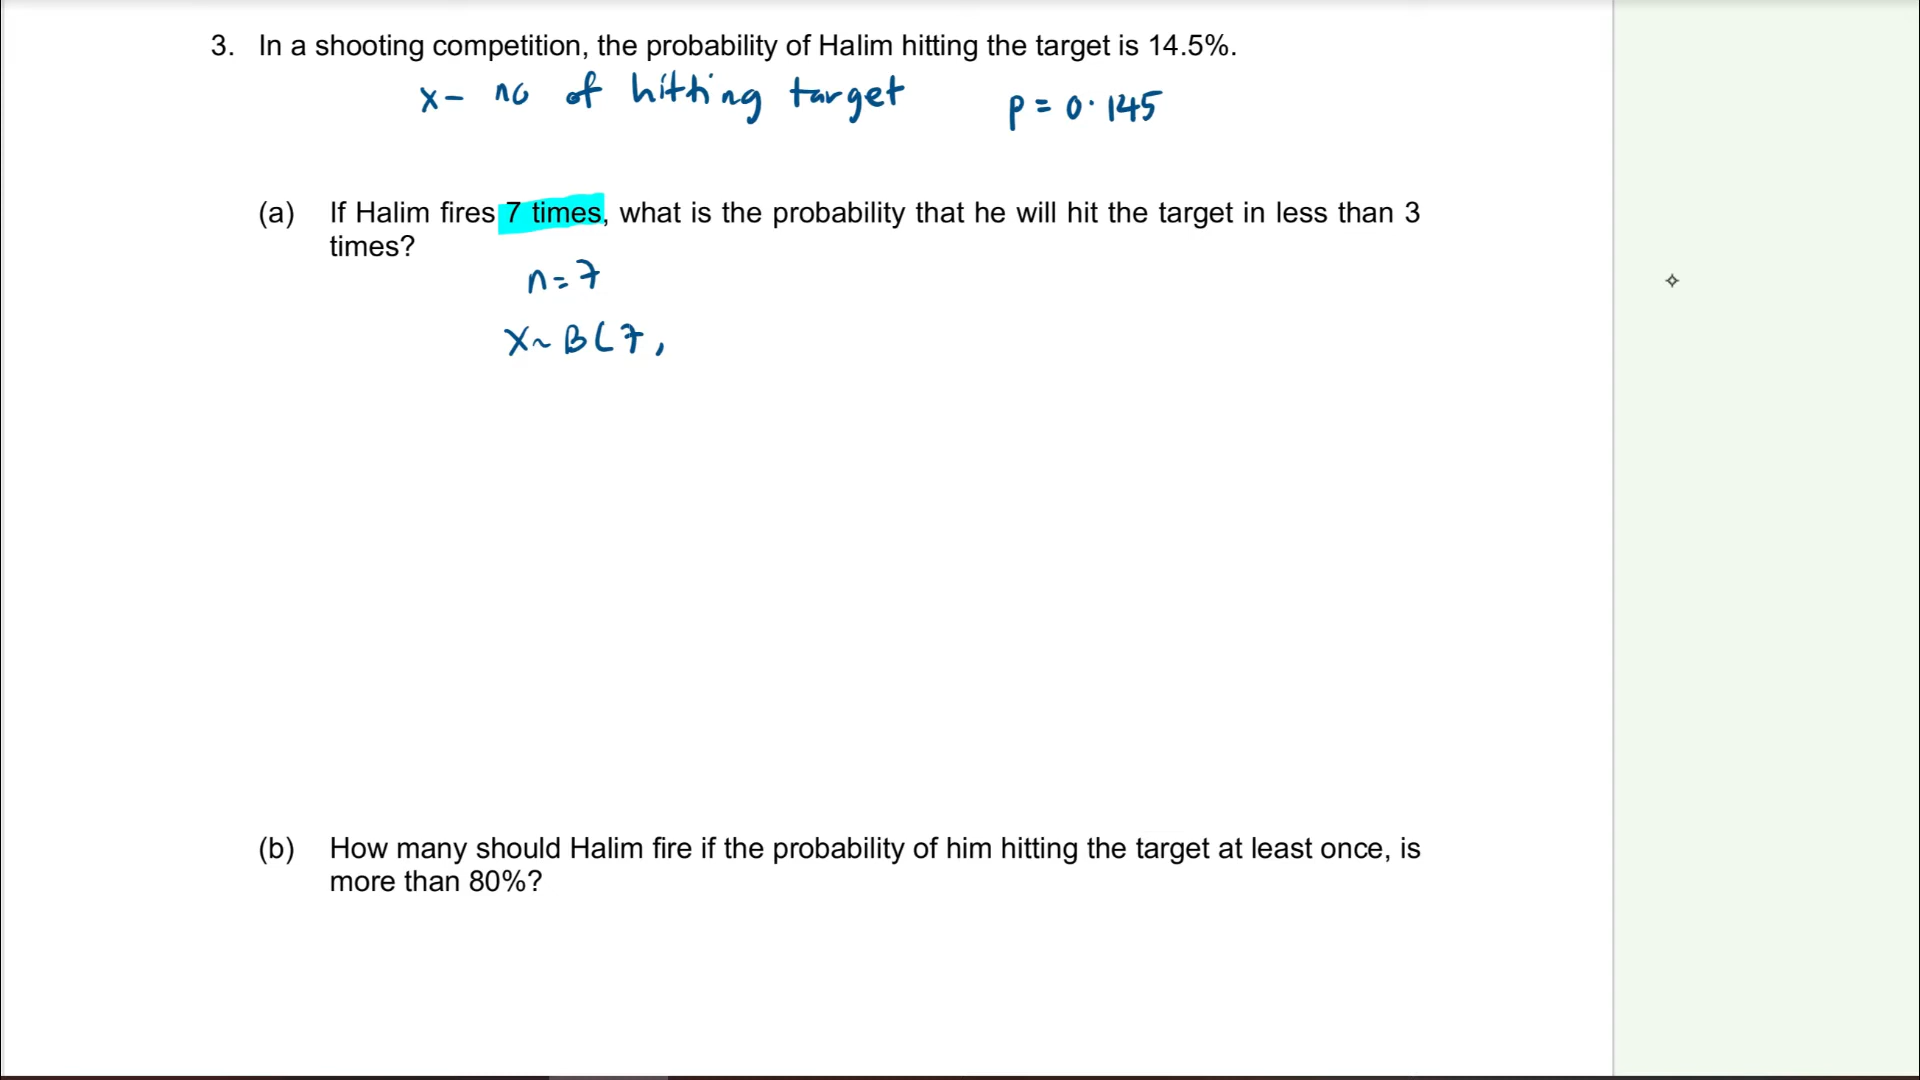 3. In a shooting competition, the probability of Halim hitting the target is 14.5%.
x - no of hitting target p = 0.145
(a) If Halim fires 7 times, what is the probability that he will hit the target in less than 3
times?
n = 7
X ~ B(7,
(b) How many should Halim fire if the probability of him hitting the target at least once, is
more than 80%?